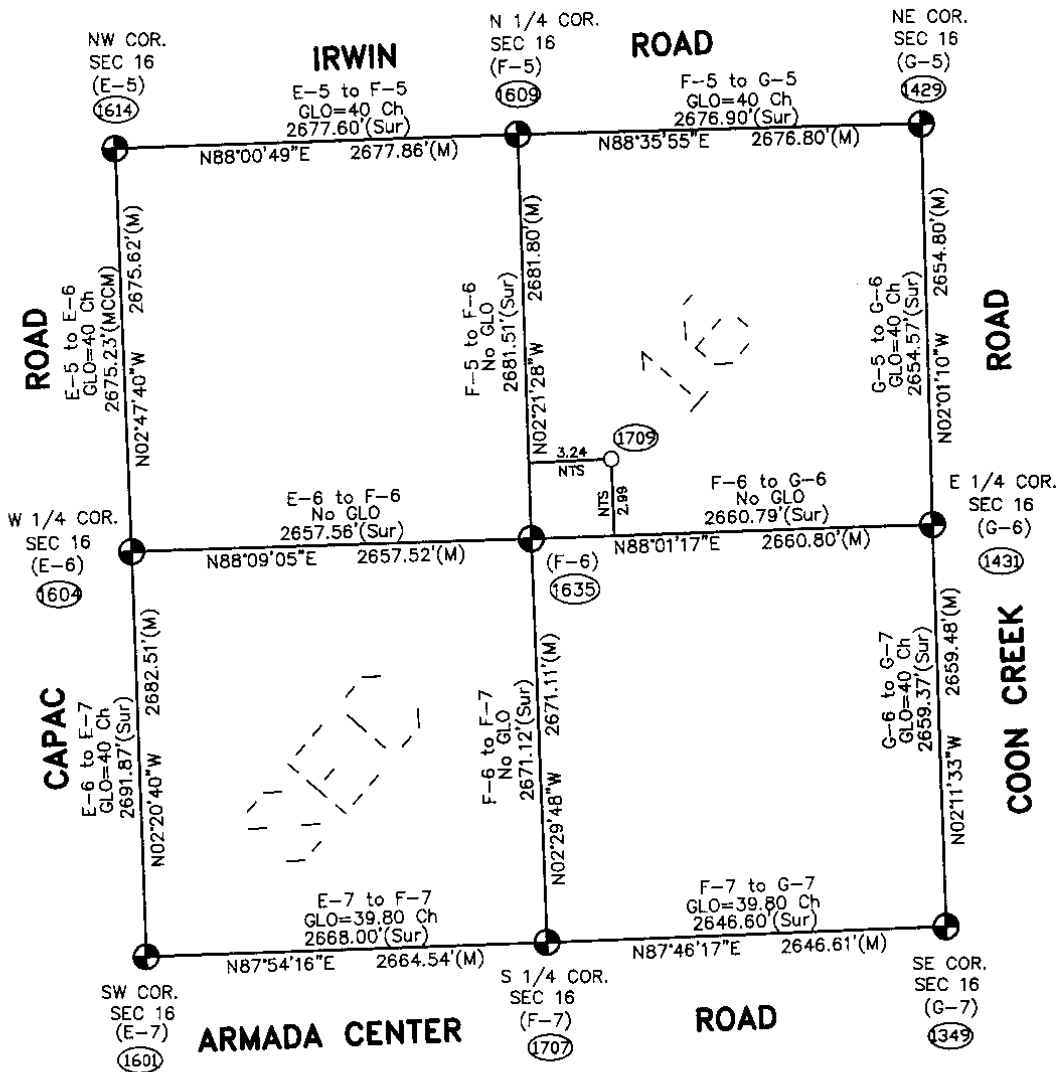 NW COR.
SEC 16
(E-5)
1614
IRWIN
N 1/4 COR.
SEC 16
(F-5)
1609
ROAD
NE COR.
SEC 16
(G-5)
1429
E-5 to F-5
GLO=40 Ch
2677.60'(Sur)
N88°00'49"E 2677.86'(M)
F-5 to G-5
GLO=40 Ch
2676.90'(Sur)
N88°35'55"E 2676.80'(M)
ROAD
E-5 to E-6
GLO=40 Ch
2675.23'(MCCM)
N02°47'40"W 2675.62'(M)
F-5 to F-6
No GLO
2681.51'(Sur)
N02°21'28"W 2681.80'(M)
G-5 to G-6
GLO=40 Ch
2654.57'(Sur)
N02°01'10"W 2654.80'(M)
ROAD
16
1709
3.24
NTS
NTS
2.99
W 1/4 COR.
SEC 16
(E-6)
1604
E-6 to F-6
No GLO
2657.56'(Sur)
N88°09'05"E 2657.52'(M)
(F-6)
1635
F-6 to G-6
No GLO
2660.79'(Sur)
N88°01'17"E 2660.80'(M)
E 1/4 COR.
SEC 16
(G-6)
1431
CAPAC
E-6 to E-7
GLO=40 Ch
2691.87'(Sur)
N02°20'40"W 2682.51'(M)
F-6 to F-7
No GLO
2671.12'(Sur)
N02°29'48"W 2671.11'(M)
G-6 to G-7
GLO=40 Ch
2659.37'(Sur)
N02°11'33"W 2659.48'(M)
COON CREEK
SEC
E-7 to F-7
GLO=39.80 Ch
2668.00'(Sur)
N87°54'16"E 2664.54'(M)
F-7 to G-7
GLO=39.80 Ch
2646.60'(Sur)
N87°46'17"E 2646.61'(M)
SW COR.
SEC 16
(E-7)
1601
ARMADA CENTER
S 1/4 COR.
SEC 16
(F-7)
1707
ROAD
SE COR.
SEC 16
(G-7)
1349